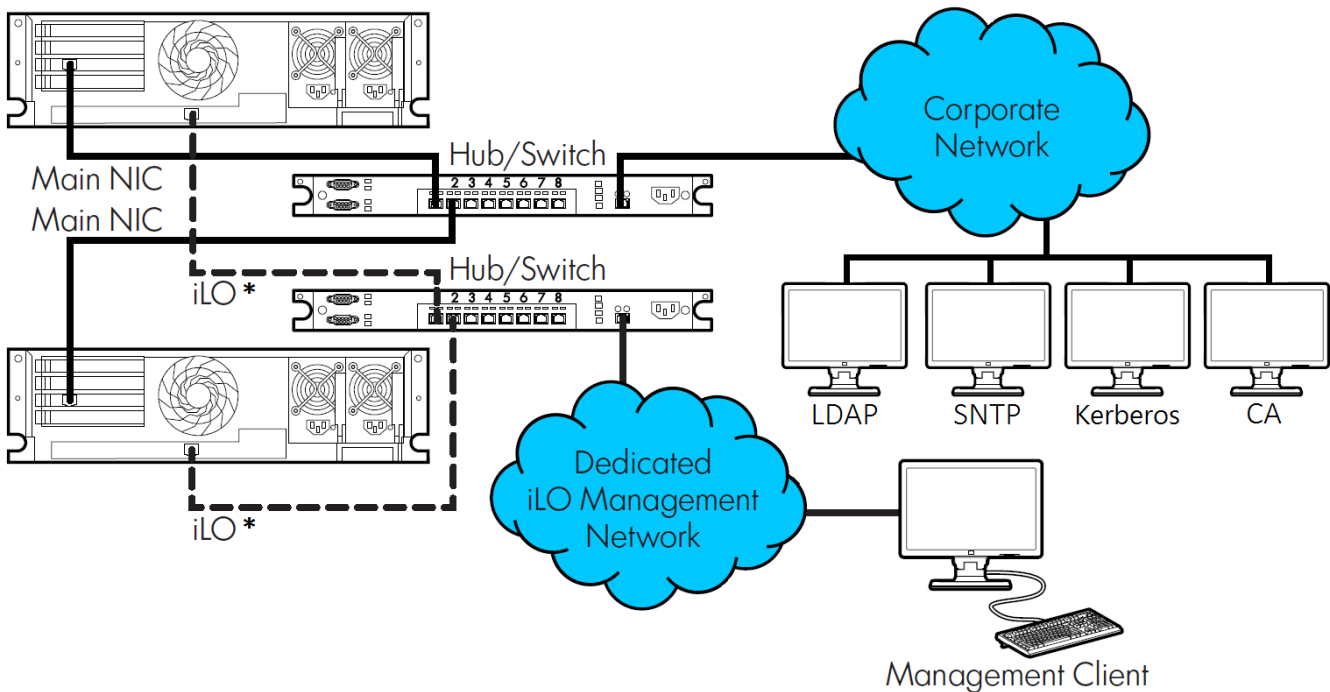 Corporate
Network
Hub/Switch
2 3 4 5 6 7 8
Main NIC
Main NIC
Hub/Switch
iLO *
2 3 4 5 6 7 8
LDAP
SNTP
Kerberos
CA
Dedicated
iLO Management
Network
iLO *
Management Client